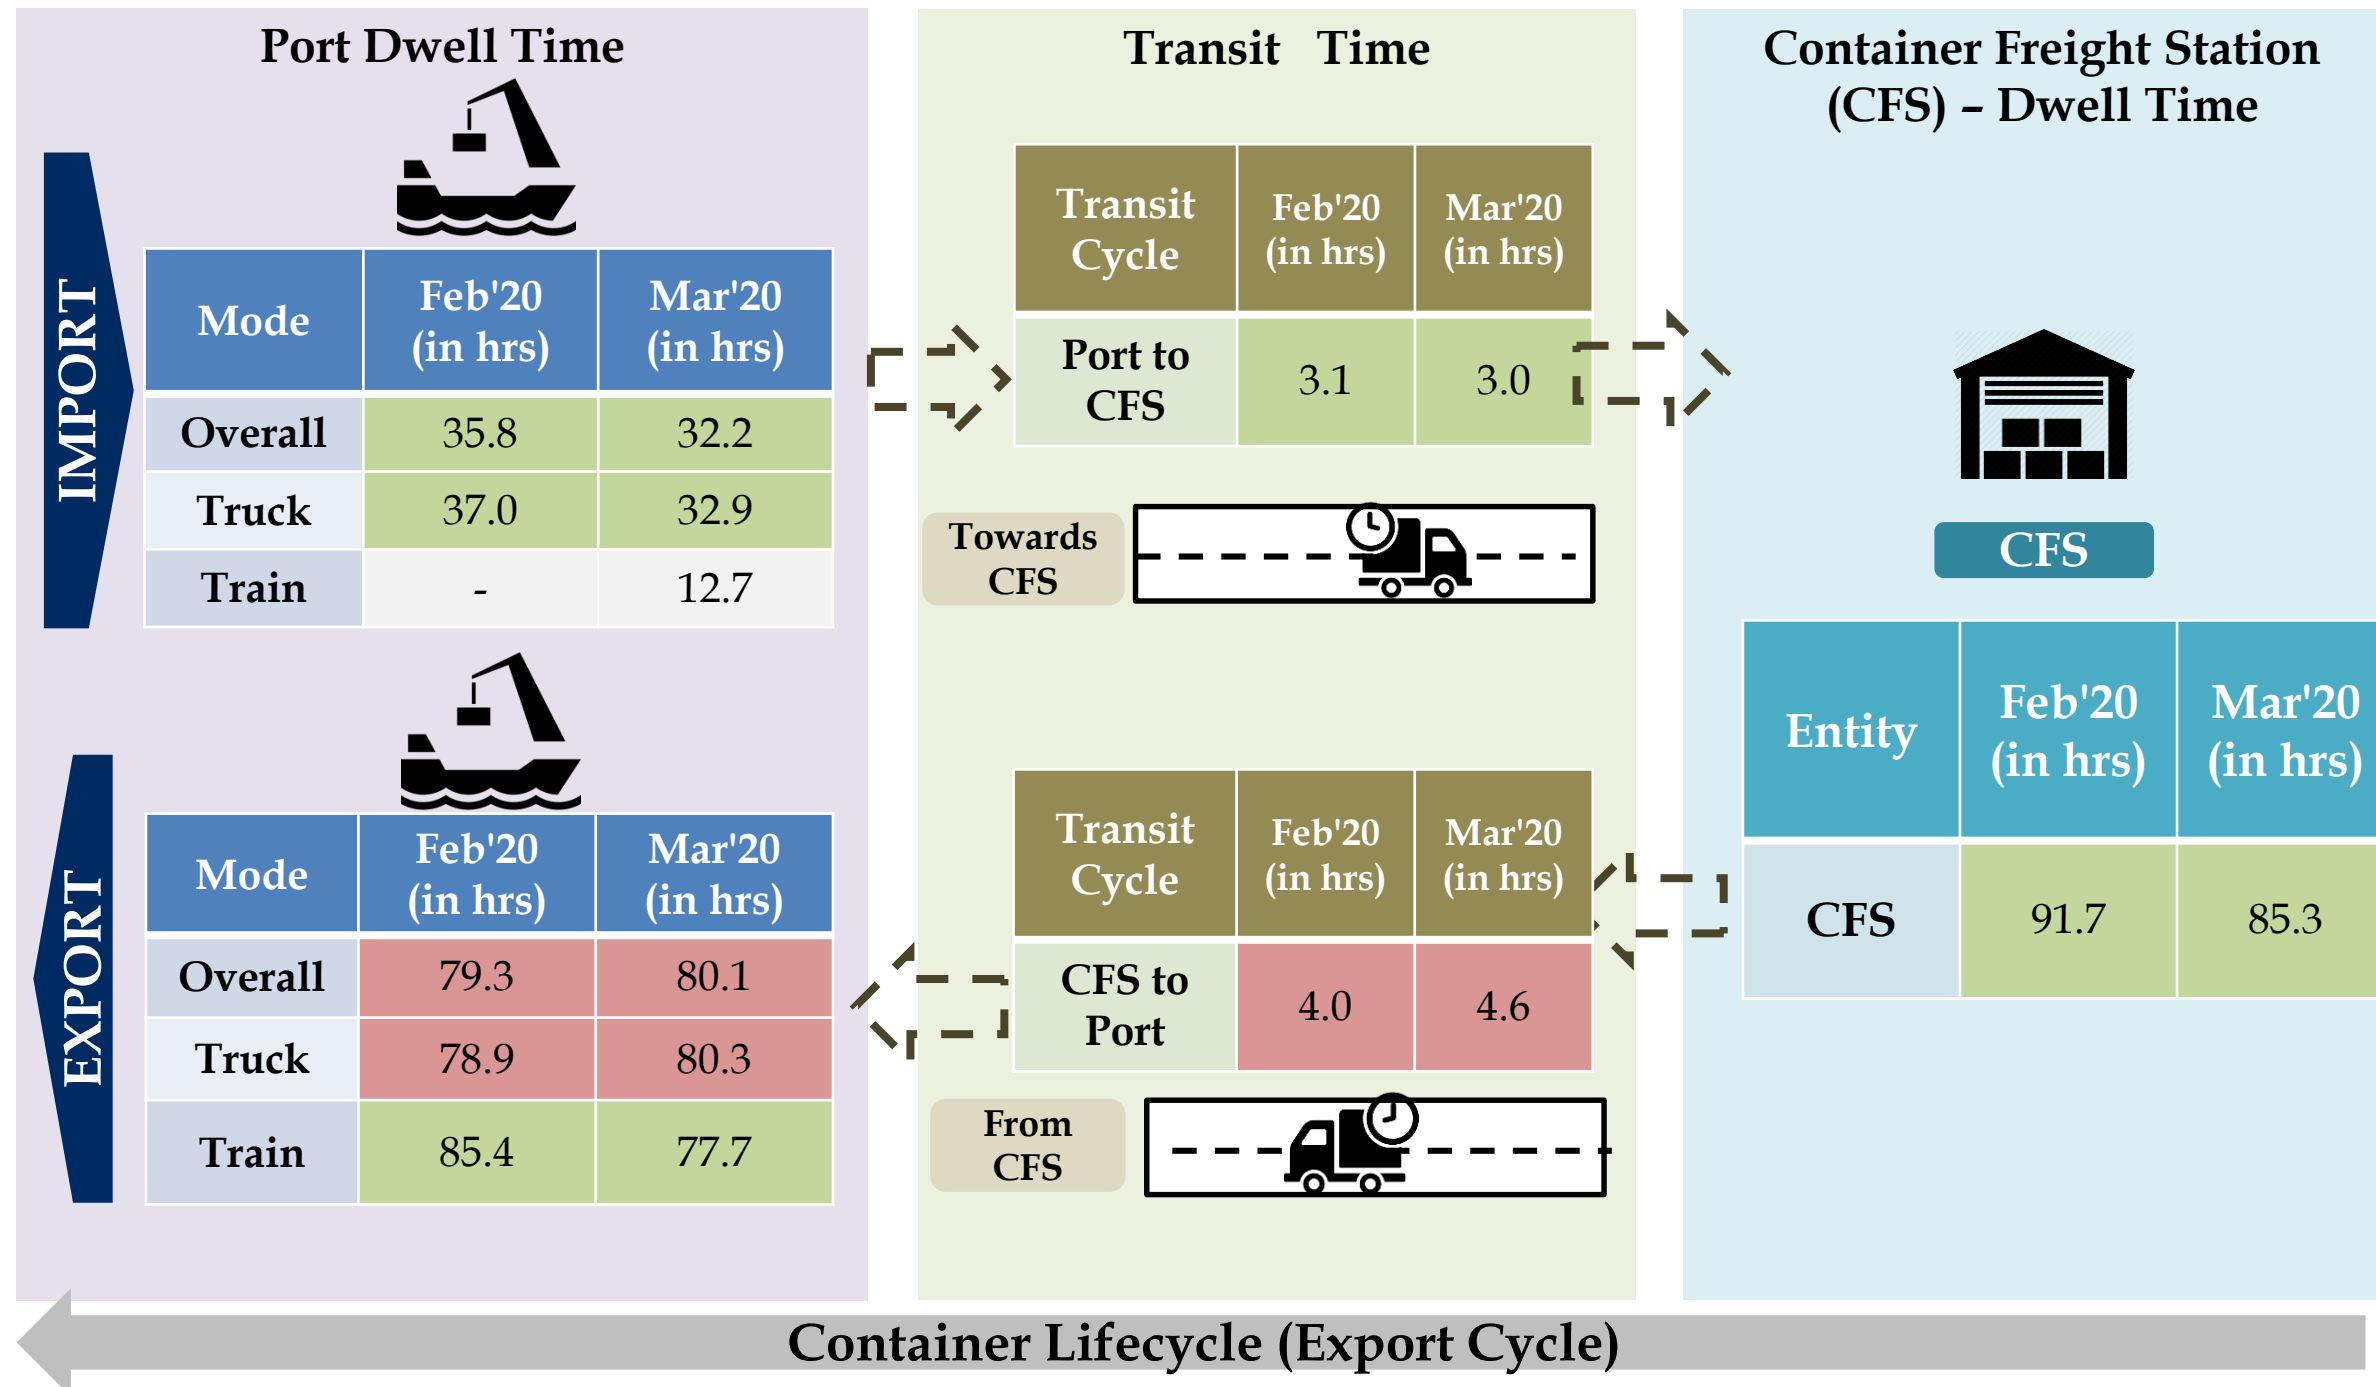 Port Dwell Time
IMPORT
Mode Feb'20 (in hrs) Mar'20 (in hrs)
Overall 35.8 32.2
Truck 37.0 32.9
Train - 12.7
EXPORT
Mode Feb'20 (in hrs) Mar'20 (in hrs)
Overall 79.3 80.1
Truck 78.9 80.3
Train 85.4 77.7
Transit Time
Transit Cycle Feb'20 (in hrs) Mar'20 (in hrs)
Port to CFS 3.1 3.0
Towards
CFS
Transit Cycle Feb'20 (in hrs) Mar'20 (in hrs)
CFS to Port 4.0 4.6
From
CFS
Container Freight Station
(CFS) – Dwell Time
CFS
Entity Feb'20 (in hrs) Mar'20 (in hrs)
CFS 91.7 85.3
Container Lifecycle (Export Cycle)